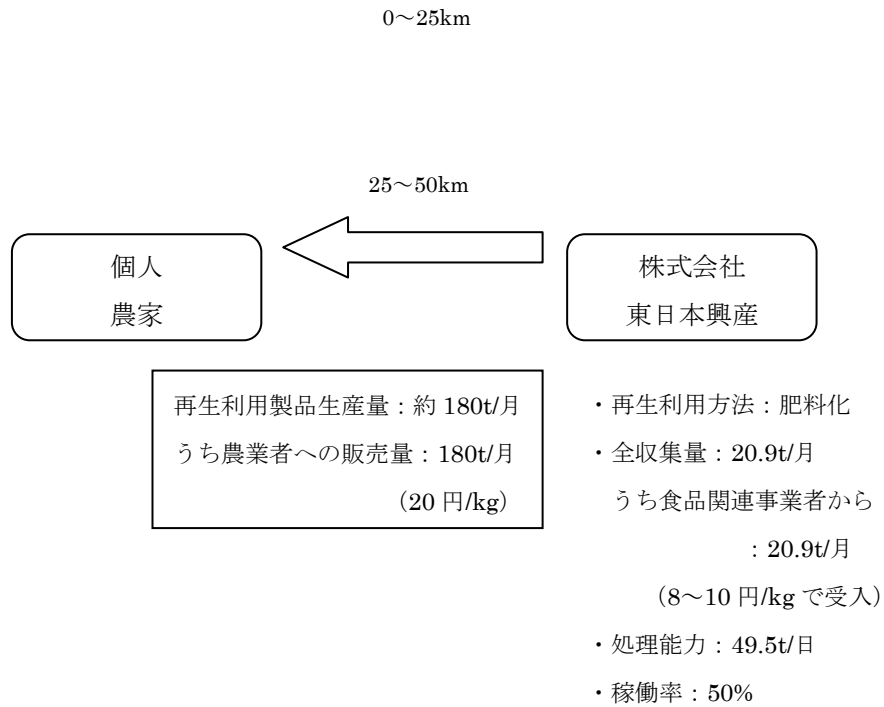 0～25km
25～50km
個人
農家
株式会社
東日本興産
再生利用製品生産量：約 180t/月
うち農業者への販売量：180t/月
（20 円/kg）
・再生利用方法：肥料化
・全収集量：20.9t/月
うち食品関連事業者から
：20.9t/月
（8～10 円/kg で受入）
・処理能力：49.5t/日
・稼働率：50%